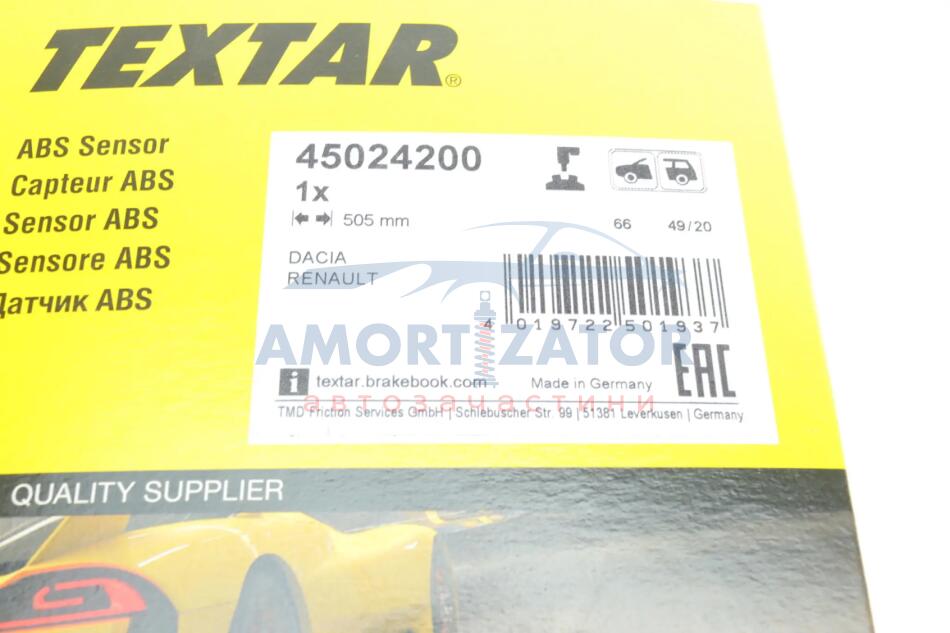 TEXTAR®
ABS Sensor
Capteur ABS
Sensor ABS
Sensore ABS
Датчик ABS
45024200
1x
505 mm
66 49/20
DACIA
RENAULT
4 019722 501937
AMORTIZATOR
автозапчастини
EAC
i textar.brakebook.com Made in Germany
TMD Friction Services GmbH | Schlebuscher Str. 99 | 51381 Leverkusen | Germany
QUALITY SUPPLIER